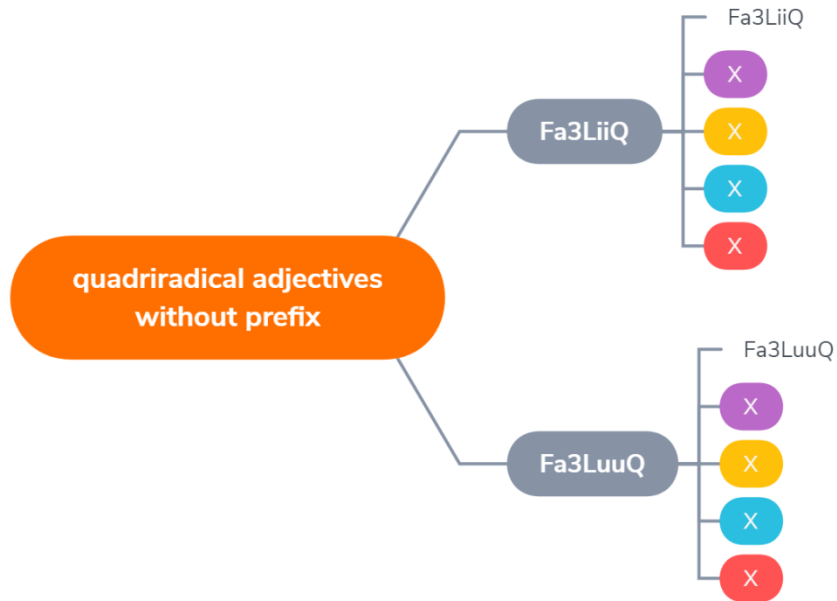 quadriradical adjectives
without prefix
Fa3LiiQ
Fa3LiiQ
X
X
X
X
Fa3LuuQ
Fa3LuuQ
X
X
X
X